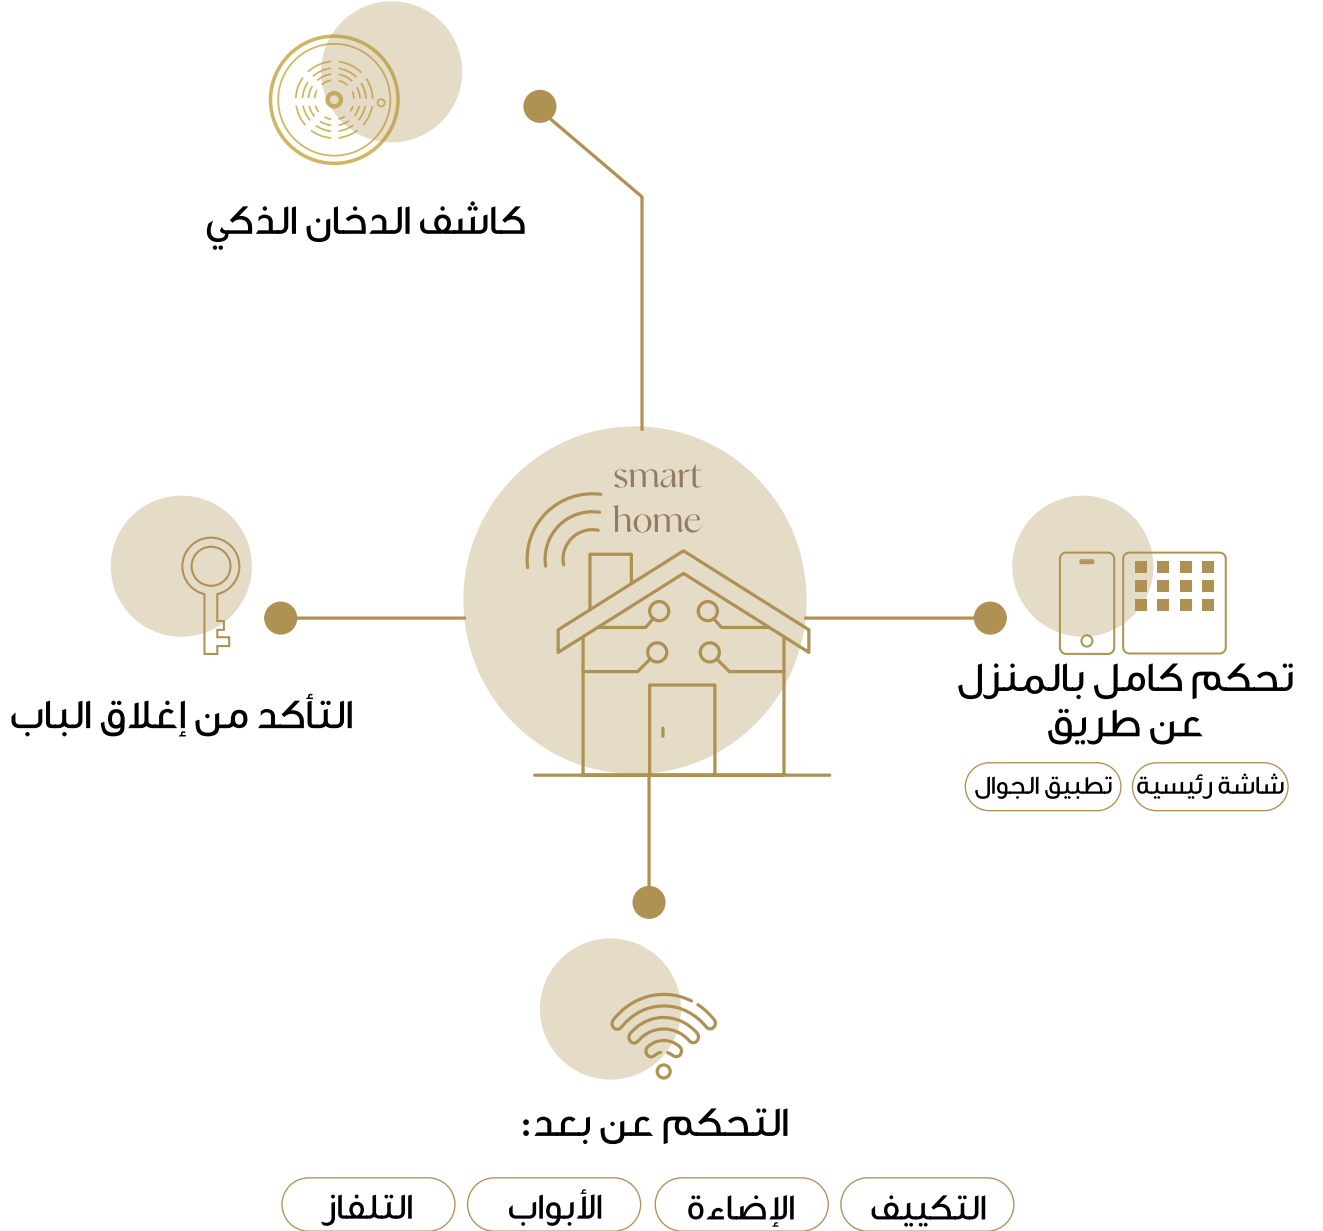 كاشف الدخان الذكي
smart
home
تحكم كامل بالمنزل
عن طريق
شاشة رئيسية
تطبيق الجوال
التأكد من إغلاق الباب
التحكم عن بعد:
التكييف
الإضاءة
الأبواب
التلفاز